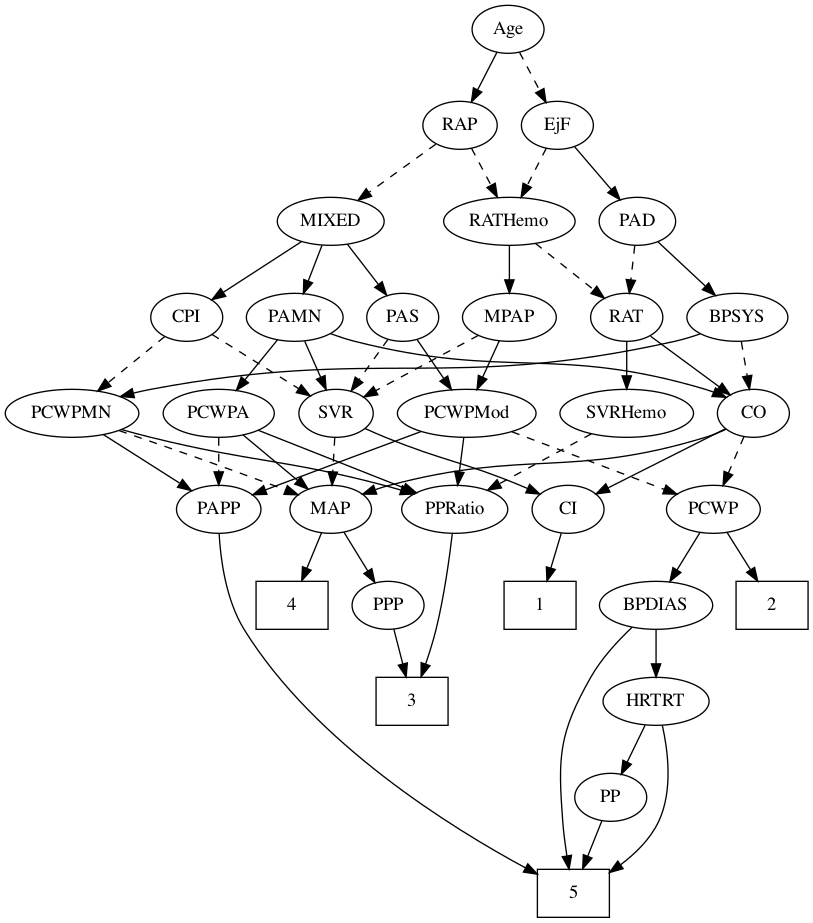 Age
RAP
EjF
MIXED
RATHemo
PAD
CPI
PAMN
PAS
MPAP
RAT
BPSYS
PCWPMN
PCWPA
SVR
PCWPMod
SVRHemo
CO
PAPP
MAP
PPRatio
CI
PCWP
4
PPP
1
BPDIAS
2
3
HRTRT
PP
5